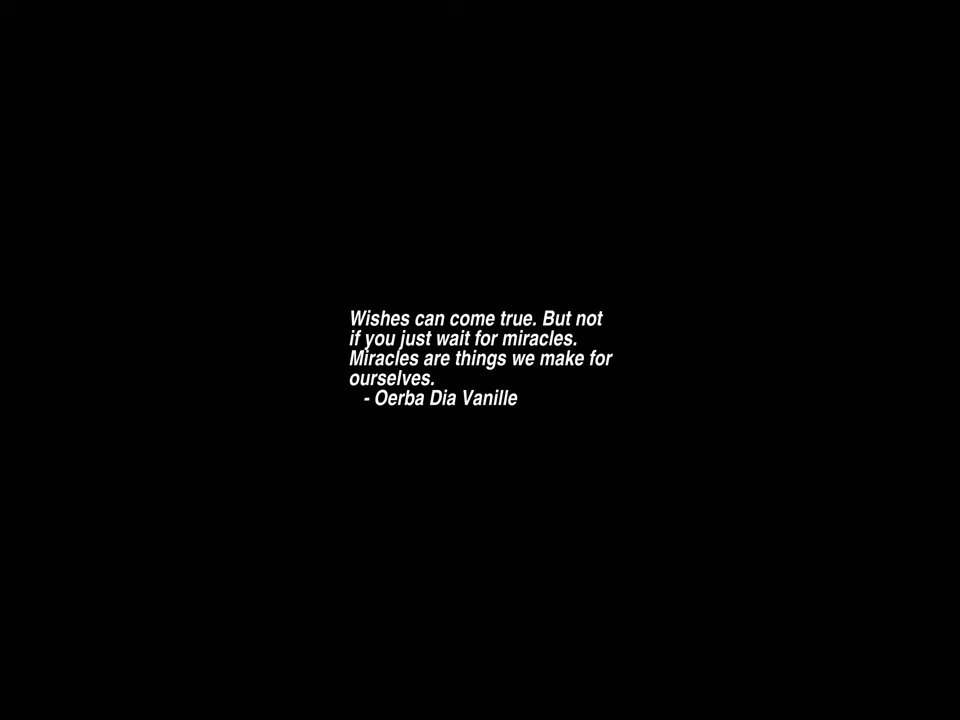 Wishes can come true. But not
if you just wait for miracles.
Miracles are things we make for
ourselves.
- Oerba Dia Vanille